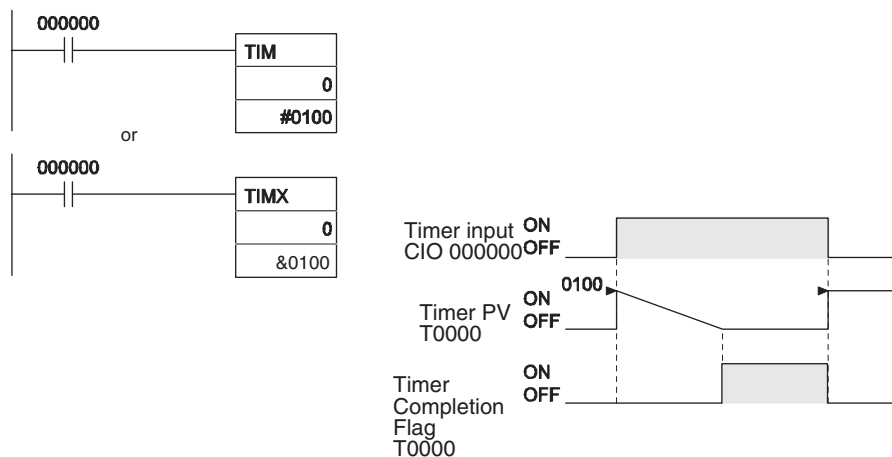 000000
TIM
0
#0100
or
000000
TIMX
0
&0100
Timer input
CIO 000000
ON
OFF
0100
Timer PV
T0000
ON
OFF
Timer
Completion
Flag
T0000
ON
OFF